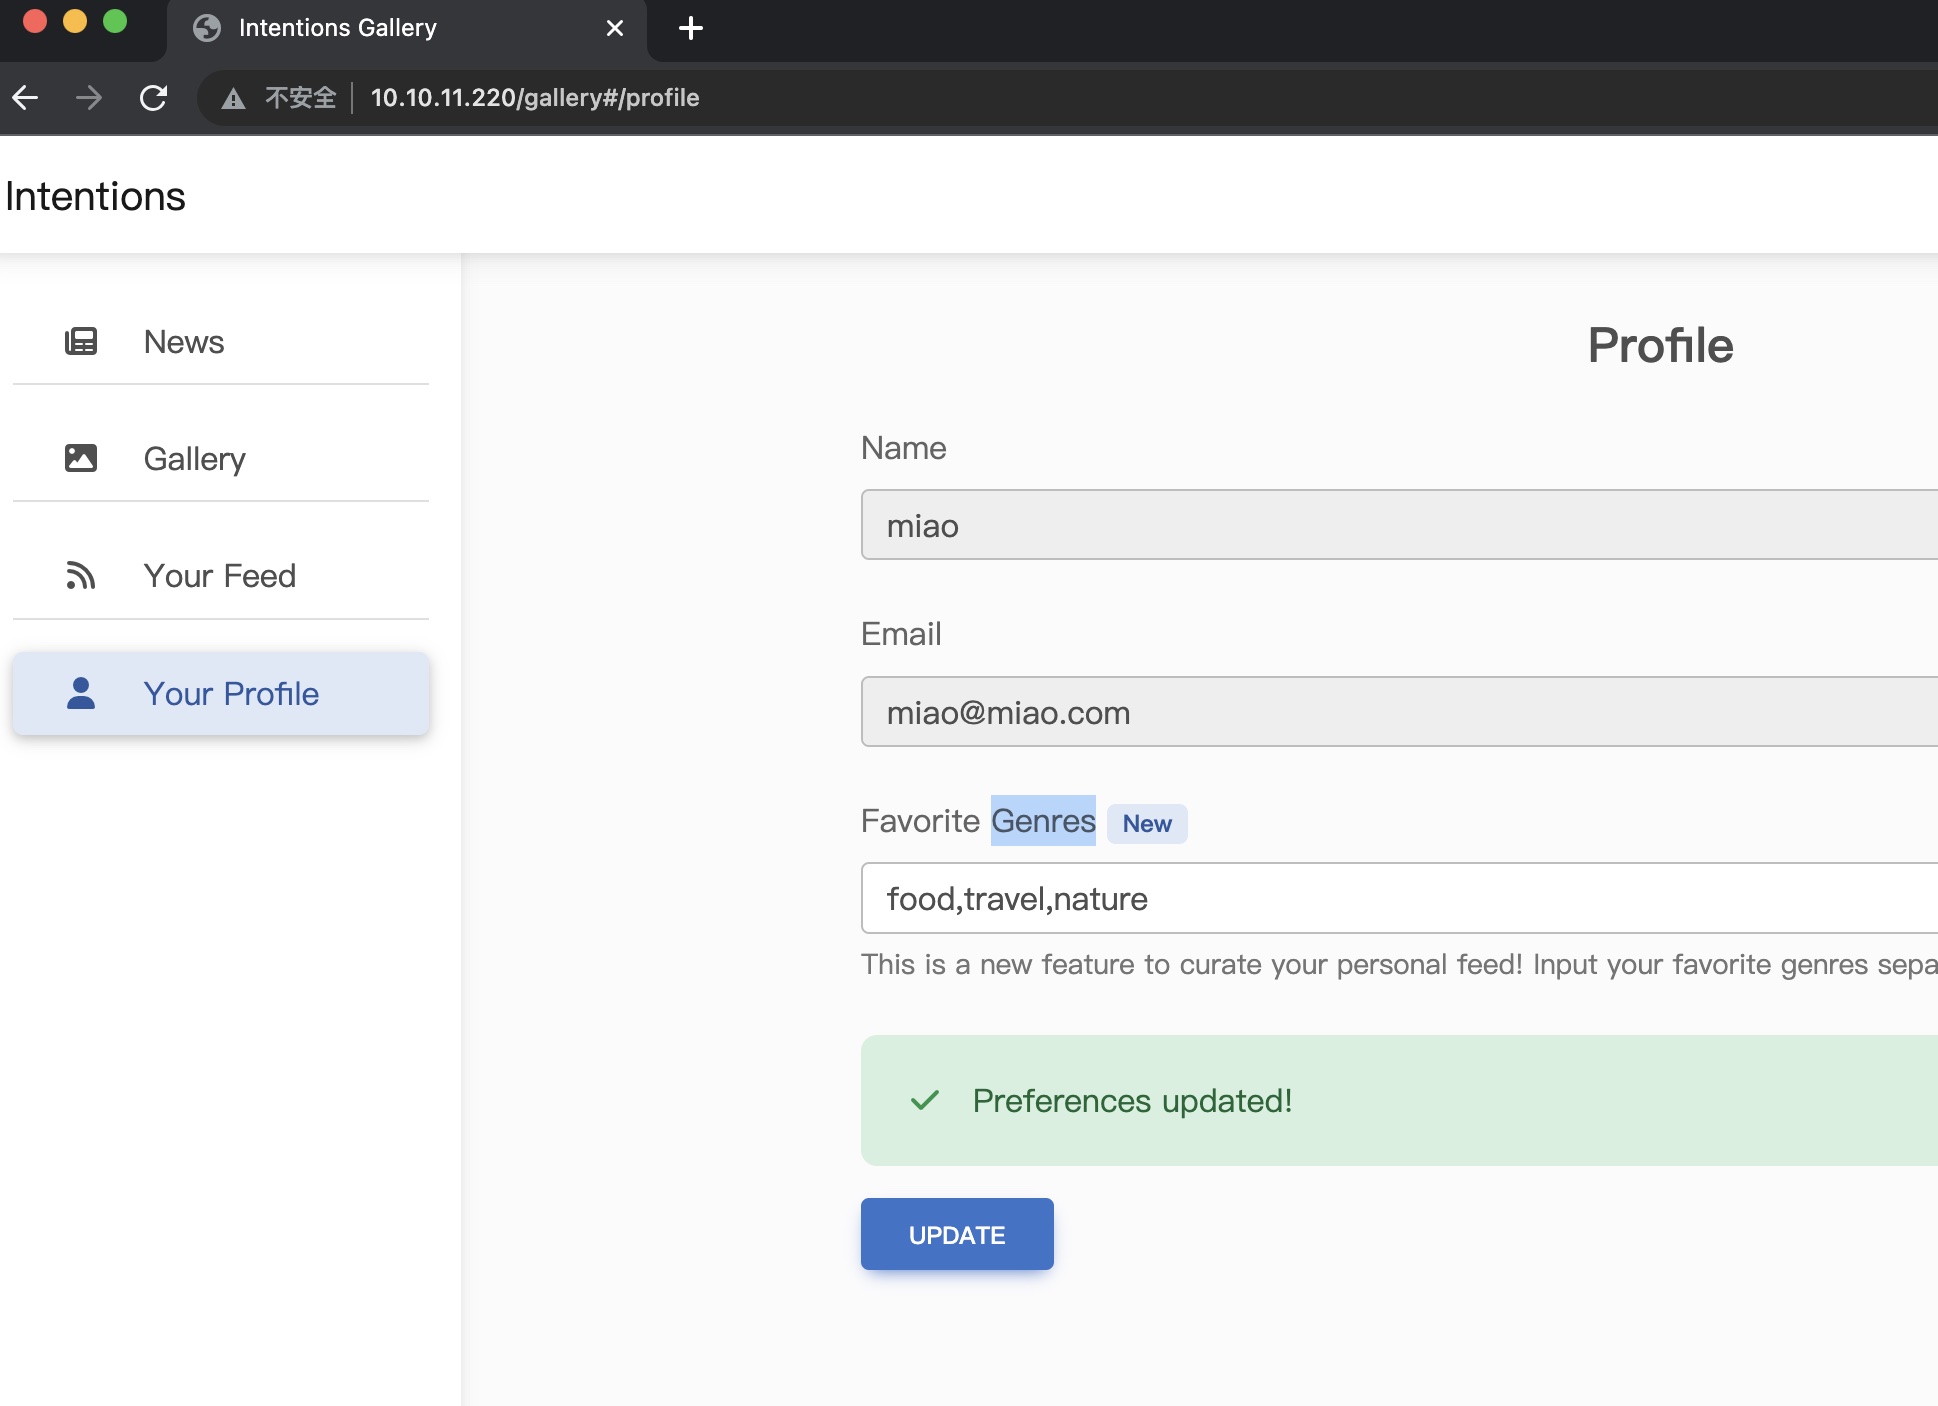 Intentions Gallery
不安全 10.10.11.220/gallery#/profile
Intentions
News
Gallery
Your Feed
Your Profile
Profile
Name
miao
Email
miao@miao.com
Favorite Genres New
food,travel,nature
This is a new feature to curate your personal feed! Input your favorite genres sepa
Preferences updated!
UPDATE